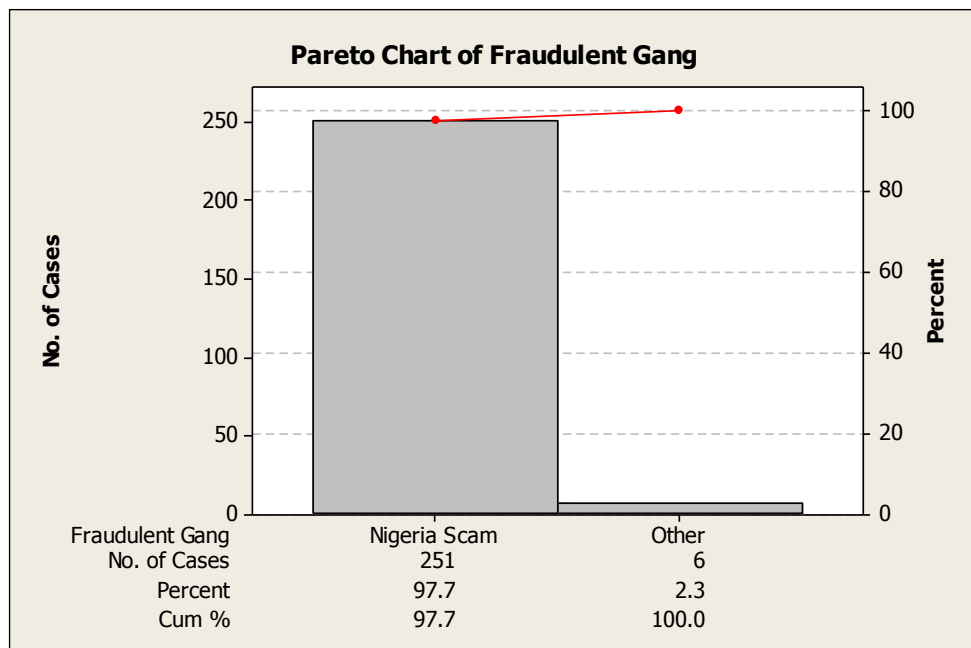 Pareto Chart of Fraudulent Gang
No. of Cases
250
200
150
100
50
0
Percent
100
80
60
40
20
0
Fraudulent Gang Nigeria Scam Other
No. of Cases 251 6
Percent 97.7 2.3
Cum % 97.7 100.0